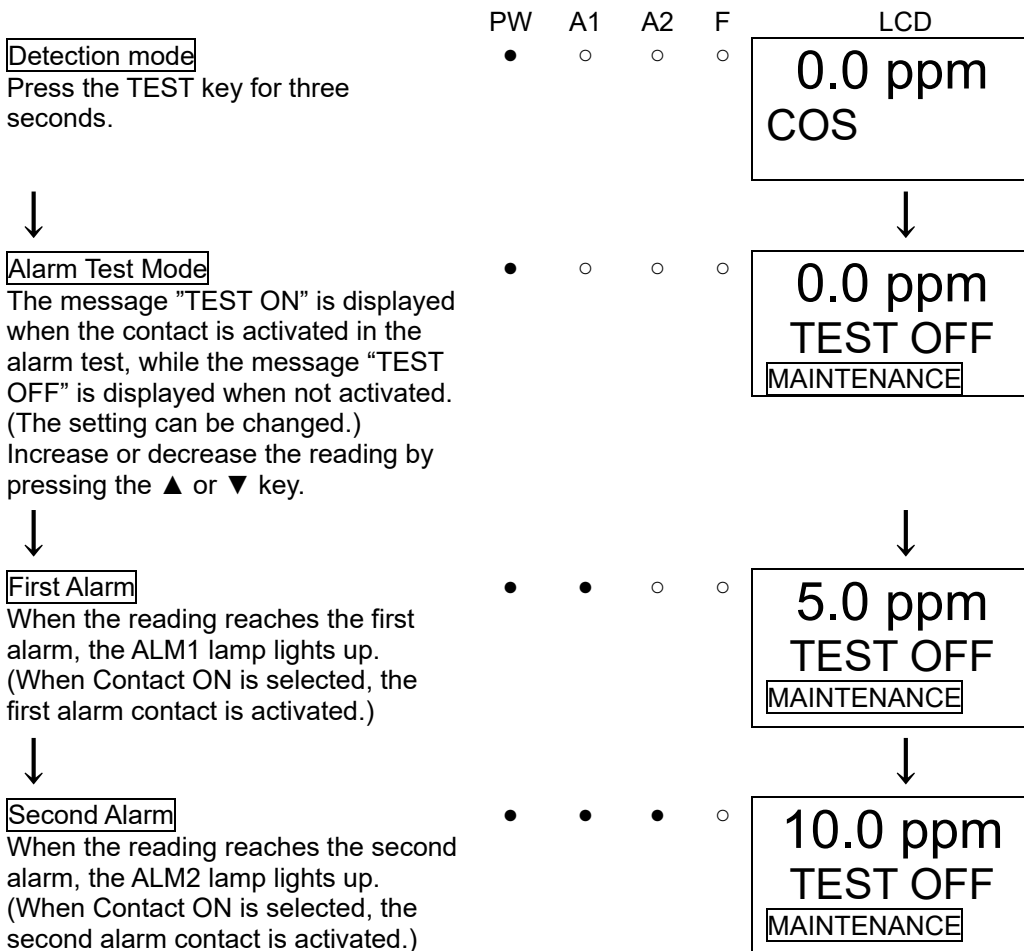 PW A1 A2 F LCD
Detection mode ● ○ ○ ○ 0.0 ppm
Press the TEST key for three
seconds.
COS
↓ ↓
Alarm Test Mode ● ○ ○ ○ 0.0 ppm
The message ”TEST ON” is displayed
when the contact is activated in the
alarm test, while the message “TEST
OFF” is displayed when not activated.
(The setting can be changed.)
Increase or decrease the reading by
pressing the ▲ or ▼ key.
TEST OFF
MAINTENANCE
↓ ↓
First Alarm ● ● ○ ○ 5.0 ppm
When the reading reaches the first
alarm, the ALM1 lamp lights up.
(When Contact ON is selected, the
first alarm contact is activated.)
TEST OFF
MAINTENANCE
↓ ↓
Second Alarm ● ● ● ○ 10.0 ppm
When the reading reaches the second
alarm, the ALM2 lamp lights up.
(When Contact ON is selected, the
second alarm contact is activated.)
TEST OFF
MAINTENANCE